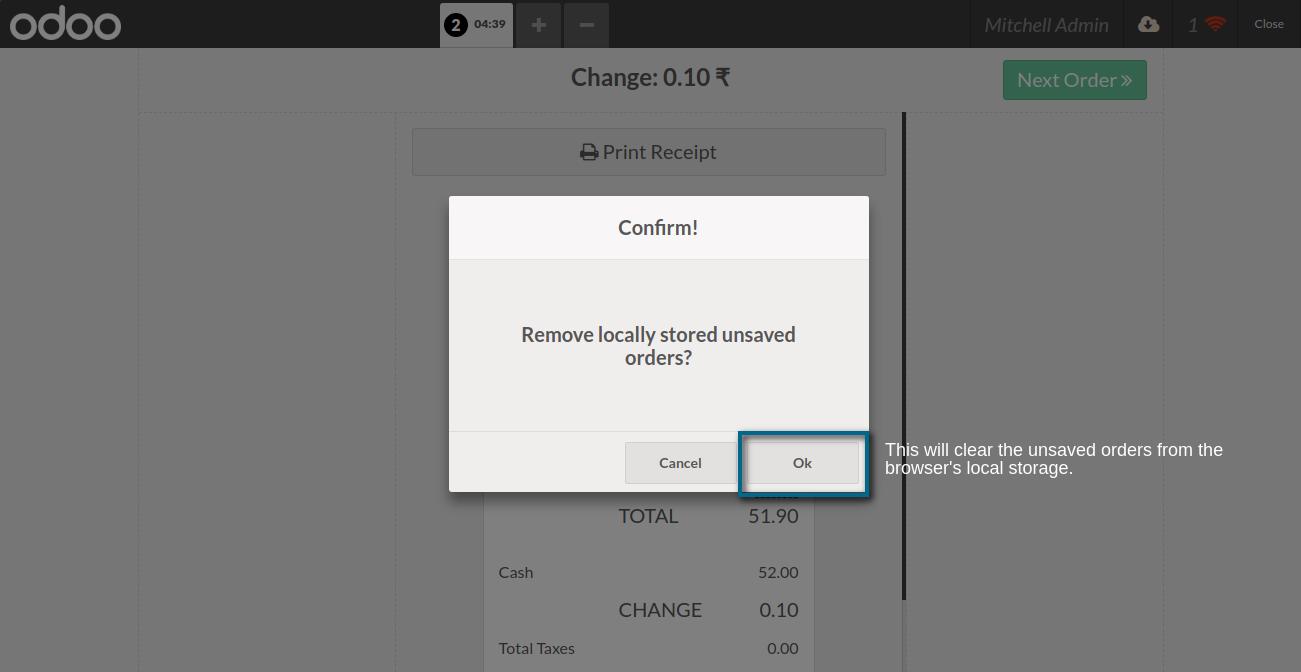 odoo
2 04:39
Mitchell Admin
1
Close
Change: 0.10 ₹
Next Order »
Print Receipt
Confirm!
Remove locally stored unsaved
orders?
Cancel
Ok
This will clear the unsaved orders from the
browser's local storage.
TOTAL 51.90
Cash 52.00
CHANGE 0.10
Total Taxes 0.00